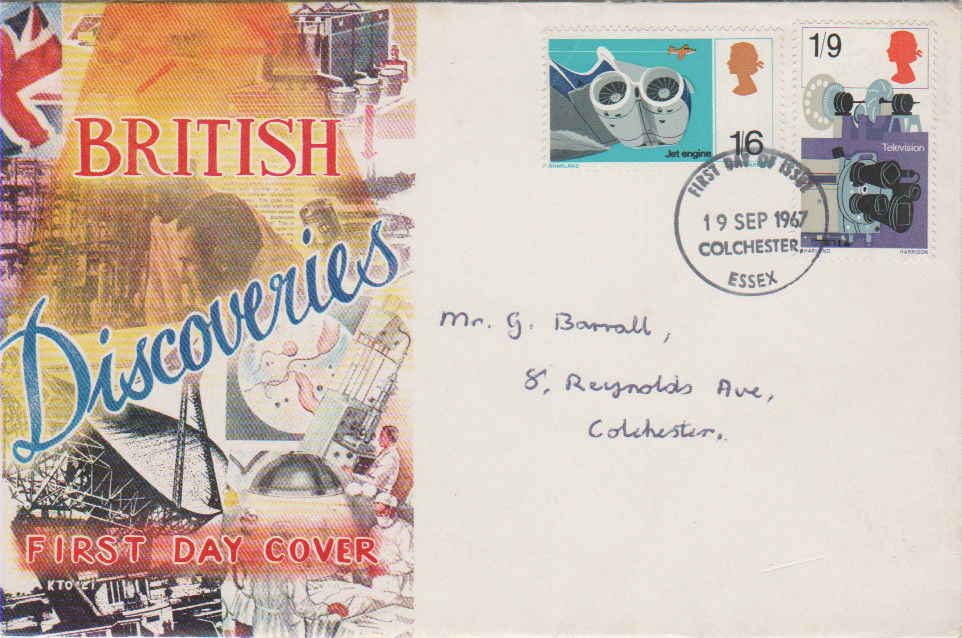 BRITISH
Discoveries
FIRST DAY COVER
1/6
Jet engine
SHARLAND
1/9
Television
SHARLAND
HARRISON
FIRST DAY OF ISSUE
19 SEP 1967
COLCHESTER,
ESSEX
Mr. G. Barrall,
8, Reynolds Ave,
Colchester.